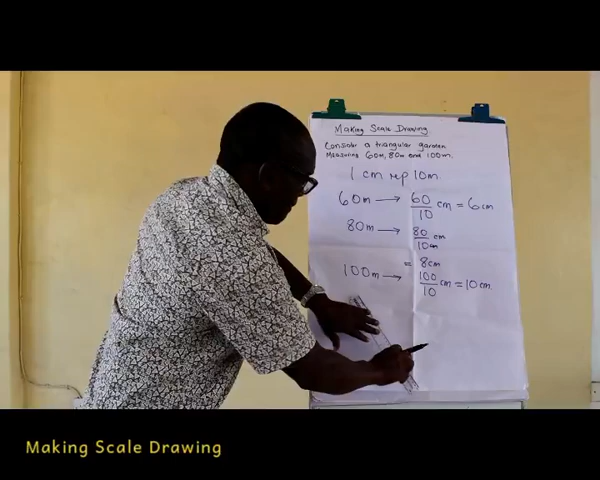 Making Scale Drawing
Consider a triangular garden
Measuring 60m, 80m and 100m.
1 cm rep 10m.
60m → 60/10 cm = 6cm
80m → 80/10cm cm
= 8cm
100m → 100/10 cm = 10cm
Making Scale Drawing